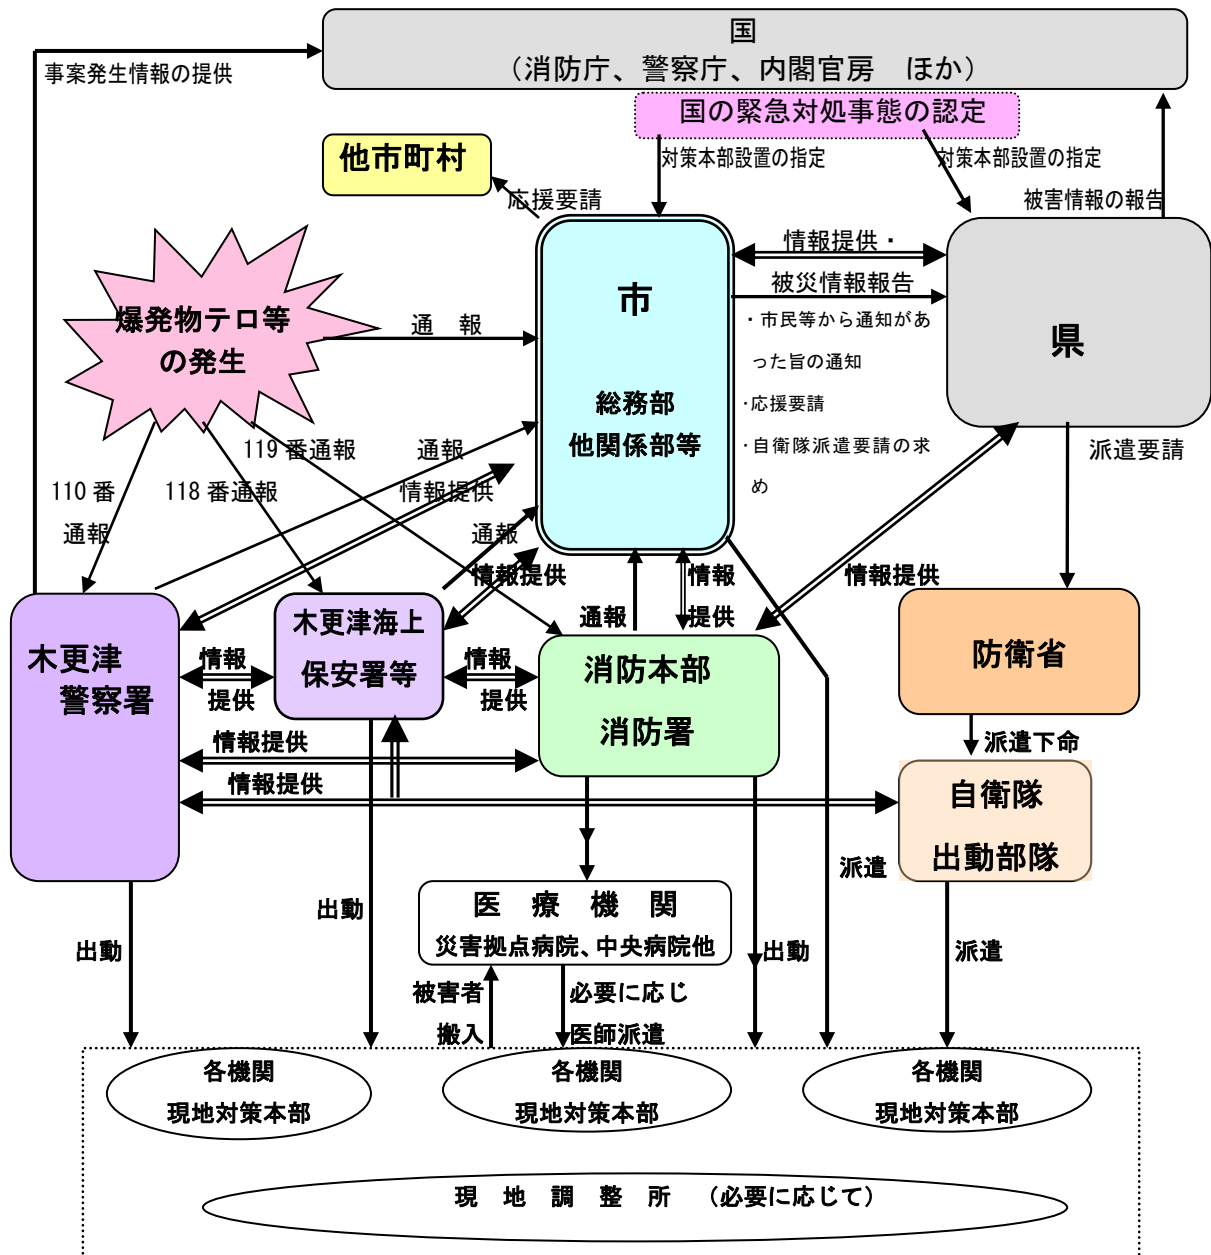 国
（消防庁、警察庁、内閣官房　ほか）
事案発生情報の提供
国の緊急対処事態の認定
他市町村
対策本部設置の指定
対策本部設置の指定
応援要請
被害情報の報告
情報提供・
市
被災情報報告
爆発物テロ等
の発生
通　報
・市民等から通知があ
った旨の通知
県
総務部
他関係部等
・応援要請
・自衛隊派遣要請の求
め
119 番通報
通報
派遣要請
110 番
通報
118 番通報
情報提供
通報
情報提供
情報
提供
通報
情報提供
木更津
警察署
木更津海上
保安署等
消防本部
消防署
防衛省
情報
提供
情報
提供
情報提供
派遣下命
情報提供
自衛隊
出動部隊
派遣
医　療　機　関
災害拠点病院、中央病院他
出動
出動
出動
派遣
被害者
搬入
必要に応じ
医師派遣
各機関
現地対策本部
各機関
現地対策本部
各機関
現地対策本部
現　地　調　整　所　（必要に応じて）